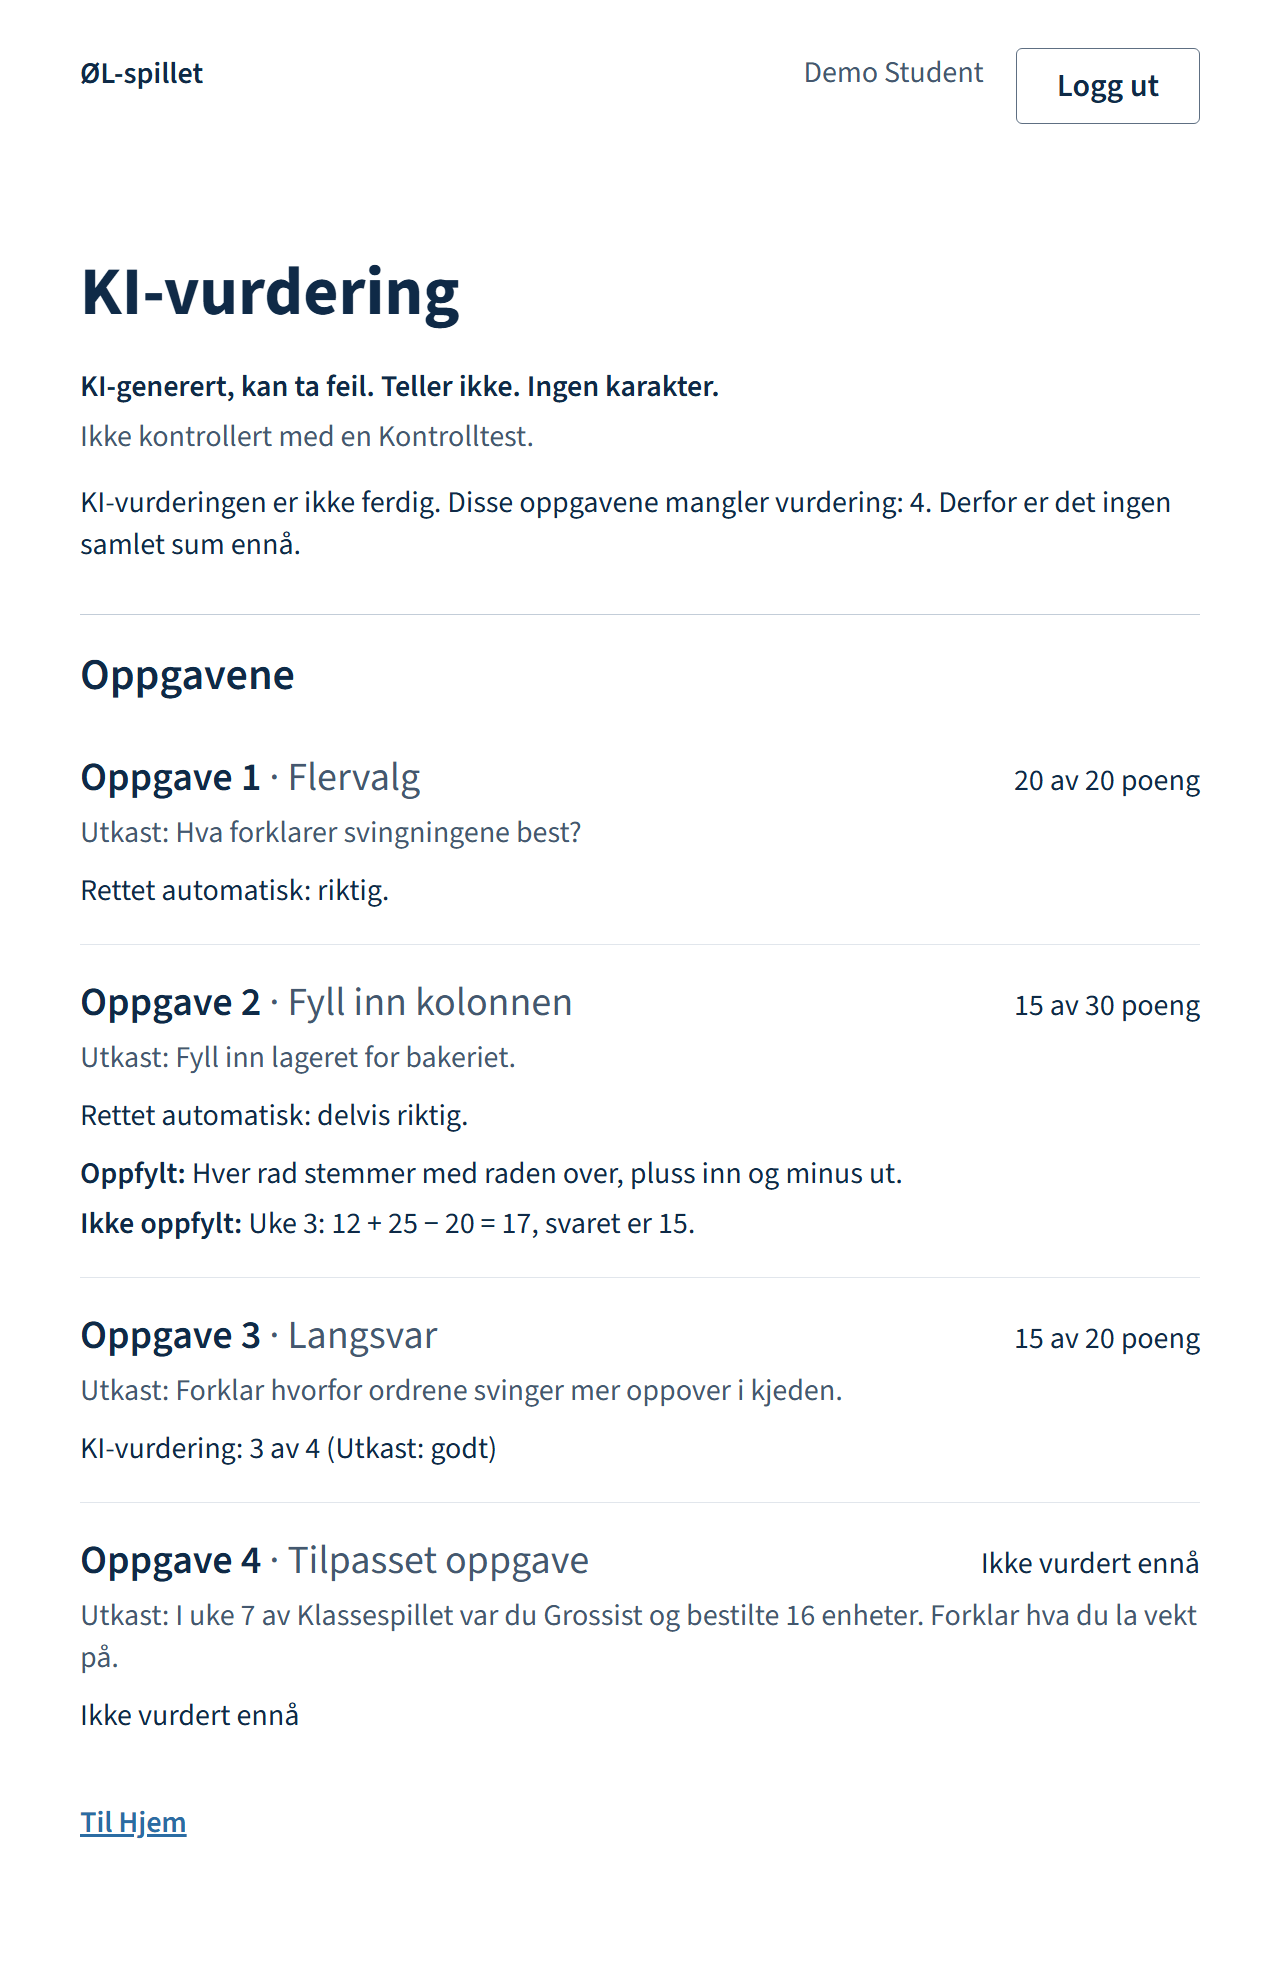 ØL-spillet
Demo Student
Logg ut
KI-vurdering
KI-generert, kan ta feil. Teller ikke. Ingen karakter.
Ikke kontrollert med en Kontrolltest.
KI-vurderingen er ikke ferdig. Disse oppgavene mangler vurdering: 4. Derfor er det ingen
samlet sum ennå.
Oppgavene
Oppgave 1 · Flervalg
20 av 20 poeng
Utkast: Hva forklarer svingningene best?
Rettet automatisk: riktig.
Oppgave 2 · Fyll inn kolonnen
15 av 30 poeng
Utkast: Fyll inn lageret for bakeriet.
Rettet automatisk: delvis riktig.
Oppfylt: Hver rad stemmer med raden over, pluss inn og minus ut.
Ikke oppfylt: Uke 3: 12 + 25 − 20 = 17, svaret er 15.
Oppgave 3 · Langsvar
15 av 20 poeng
Utkast: Forklar hvorfor ordrene svinger mer oppover i kjeden.
KI-vurdering: 3 av 4 (Utkast: godt)
Oppgave 4 · Tilpasset oppgave
Ikke vurdert ennå
Utkast: I uke 7 av Klassespillet var du Grossist og bestilte 16 enheter. Forklar hva du la vekt
på.
Ikke vurdert ennå
Til Hjem